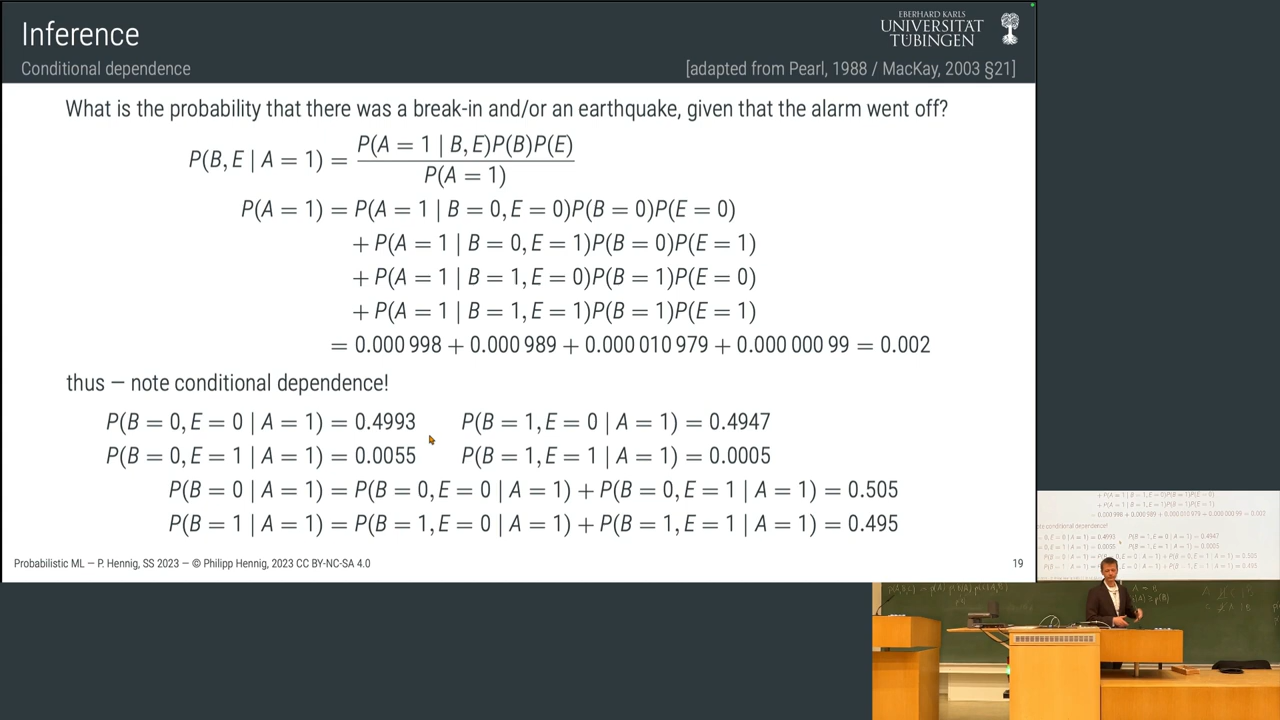 Inference
EBERHARD KARLS
UNIVERSITÄT
TÜBINGEN
Conditional dependence
[adapted from Pearl, 1988 / MacKay, 2003 §21]
What is the probability that there was a break-in and/or an earthquake, given that the alarm went off?
P(B, E | A = 1) = P(A = 1 | B, E)P(B)P(E) / P(A = 1)
P(A = 1) = P(A = 1 | B = 0, E = 0)P(B = 0)P(E = 0)
+ P(A = 1 | B = 0, E = 1)P(B = 0)P(E = 1)
+ P(A = 1 | B = 1, E = 0)P(B = 1)P(E = 0)
+ P(A = 1 | B = 1, E = 1)P(B = 1)P(E = 1)
= 0.000 998 + 0.000 989 + 0.000 010 979 + 0.000 000 99 = 0.002
thus — note conditional dependence!
P(B = 0, E = 0 | A = 1) = 0.4993 P(B = 1, E = 0 | A = 1) = 0.4947
P(B = 0, E = 1 | A = 1) = 0.0055 P(B = 1, E = 1 | A = 1) = 0.0005
P(B = 0 | A = 1) = P(B = 0, E = 0 | A = 1) + P(B = 0, E = 1 | A = 1) = 0.505
P(B = 1 | A = 1) = P(B = 1, E = 0 | A = 1) + P(B = 1, E = 1 | A = 1) = 0.495
Probabilistic ML — P. Hennig, SS 2023 — © Philipp Hennig, 2023 CC BY-NC-SA 4.0
19